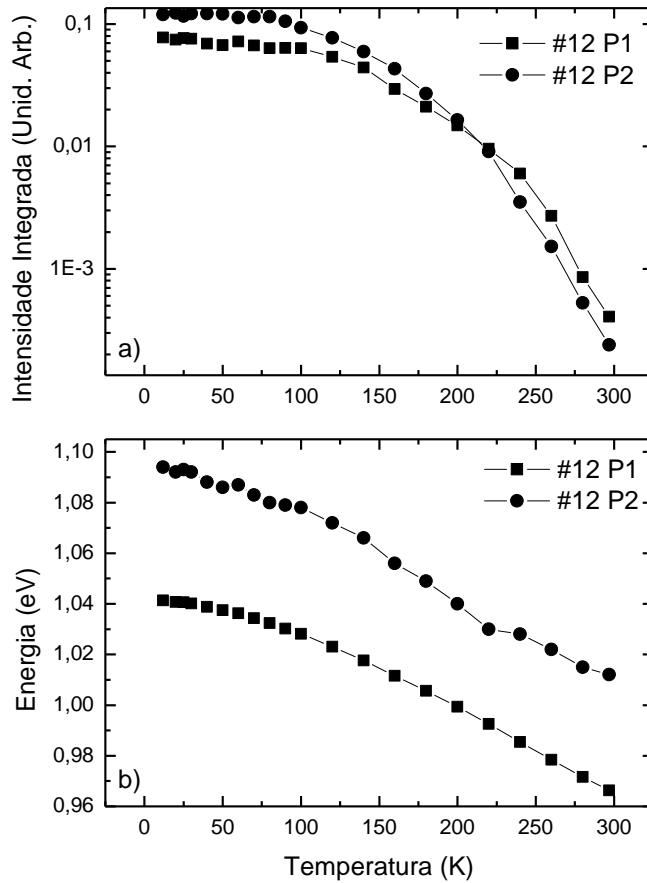 Intensidade Integrada (Unid. Arb.)
0,1
0,01
1E-3
#12 P1
#12 P2
a)
0
50
100
150
200
250
300
Energia (eV)
1,10
1,08
1,06
1,04
1,02
1,00
0,98
0,96
#12 P1
#12 P2
b)
0
50
100
150
200
250
300
Temperatura (K)